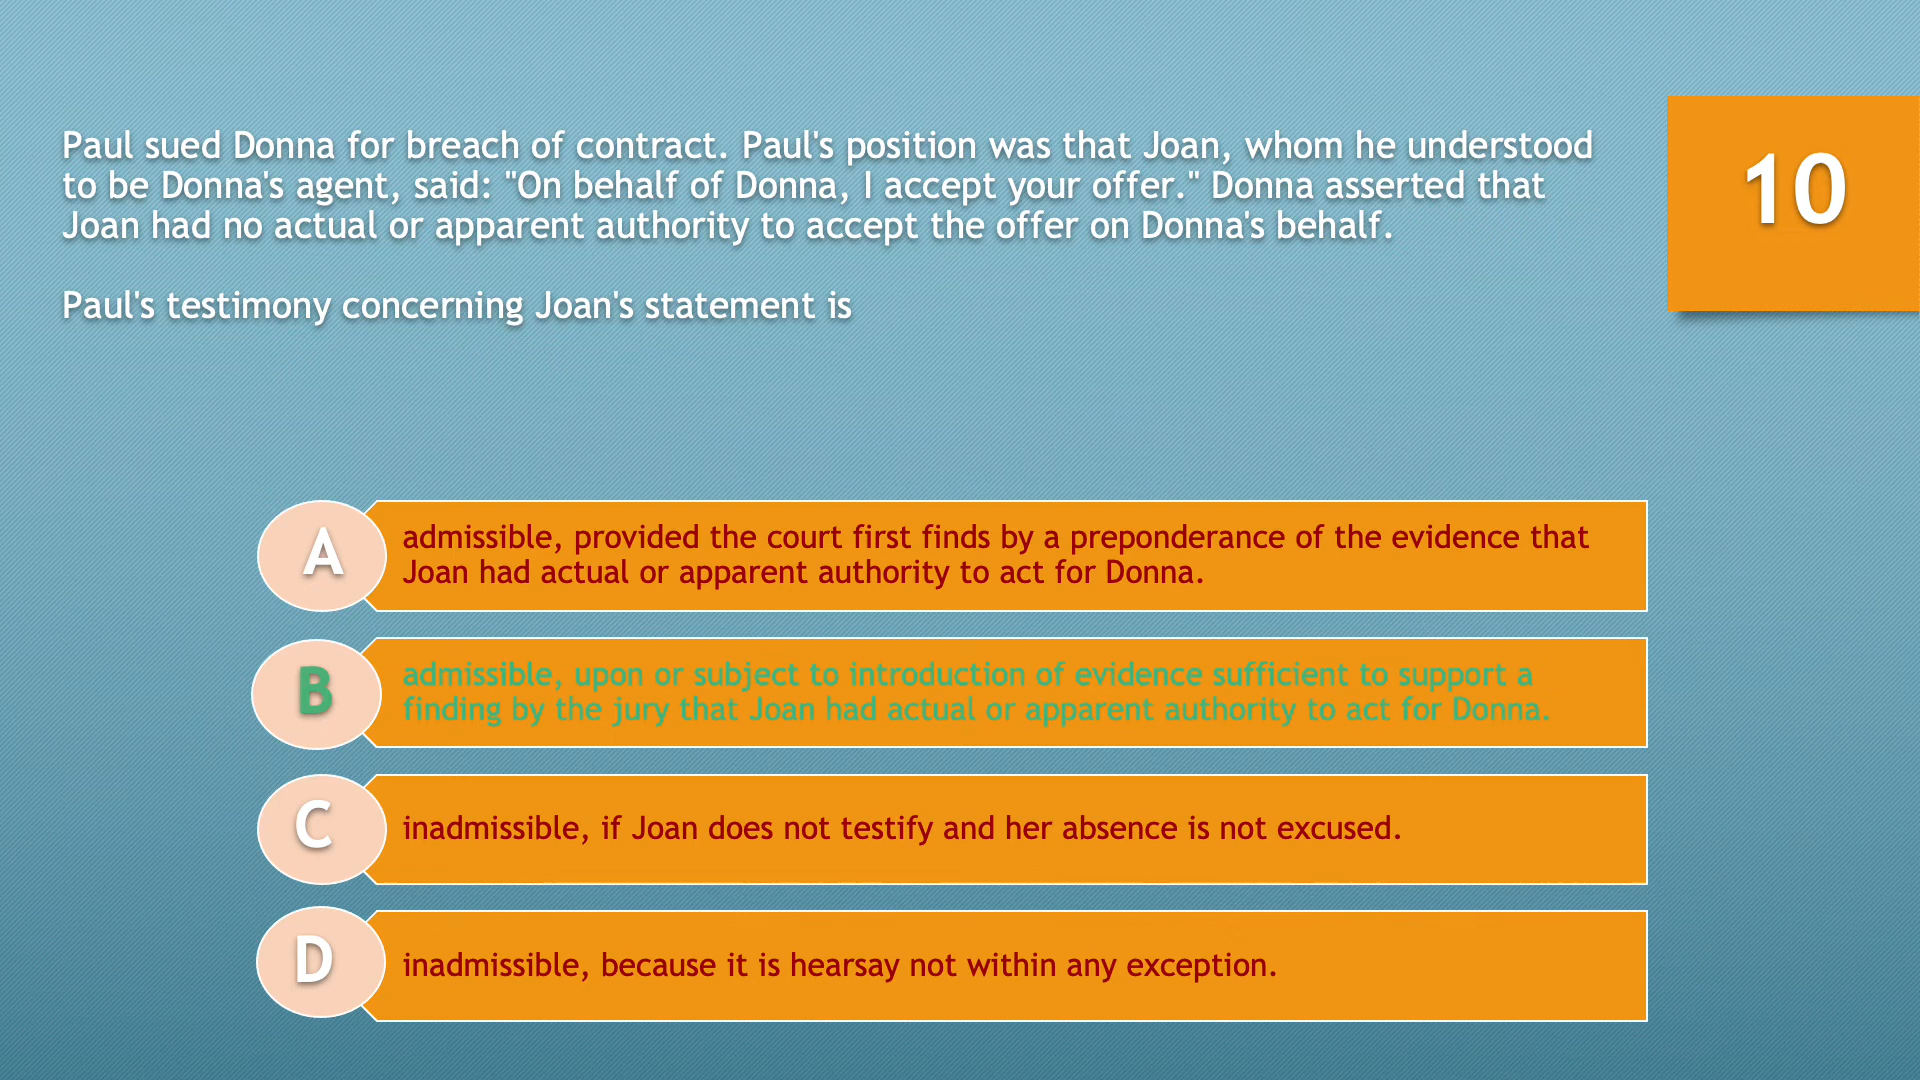 Paul sued Donna for breach of contract. Paul's position was that Joan, whom he understood
to be Donna's agent, said: "On behalf of Donna, I accept your offer." Donna asserted that
Joan had no actual or apparent authority to accept the offer on Donna's behalf.
Paul's testimony concerning Joan's statement is
10
A
admissible, provided the court first finds by a preponderance of the evidence that
Joan had actual or apparent authority to act for Donna.
B
admissible, upon or subject to introduction of evidence sufficient to support a
finding by the jury that Joan had actual or apparent authority to act for Donna.
C
inadmissible, if Joan does not testify and her absence is not excused.
D
inadmissible, because it is hearsay not within any exception.